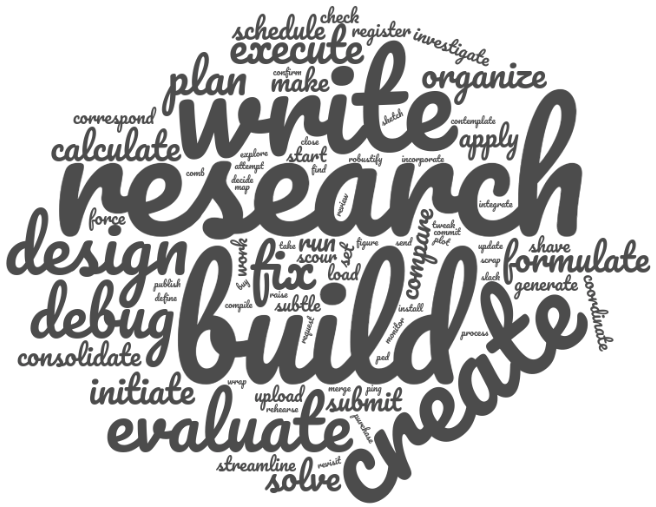 check
schedule
register
investigate
execute
confirm
plan
make
organize
write
sketch
contemplate
correspond
calculate
close
explore
start
apply
attempt
find
robustify
incorporate
comb
decide
map
research
review
integrate
force
design
work
take
run
figure
send
compare
tweak
commit
plot
update
shave
scour
set
scrap
formulate
fix
load
slack
generate
coordinate
buy
publish
define
raise
subtle
compile
request
install
monitor
debug
build
process
create
consolidate
ped
initiate
wrap
upload
merge
ping
rehearse
submit
evaluate
purchase
streamline
revisit
solve